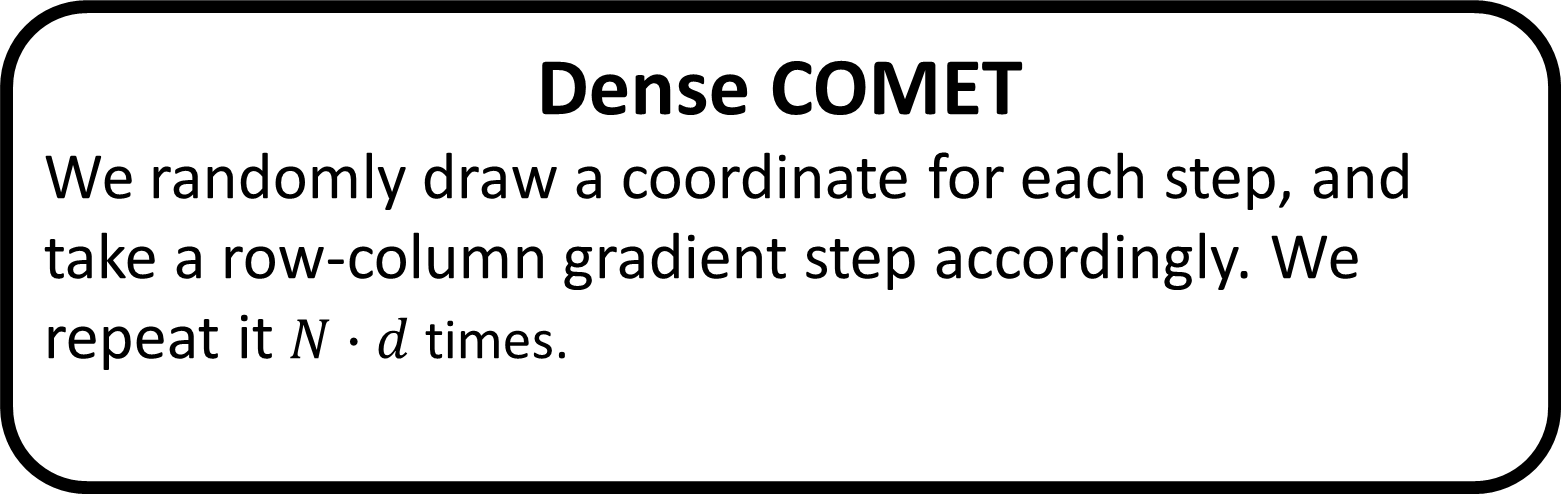 Dense COMET
We randomly draw a coordinate for each step, and
take a row-column gradient step accordingly. We
repeat it N · d times.